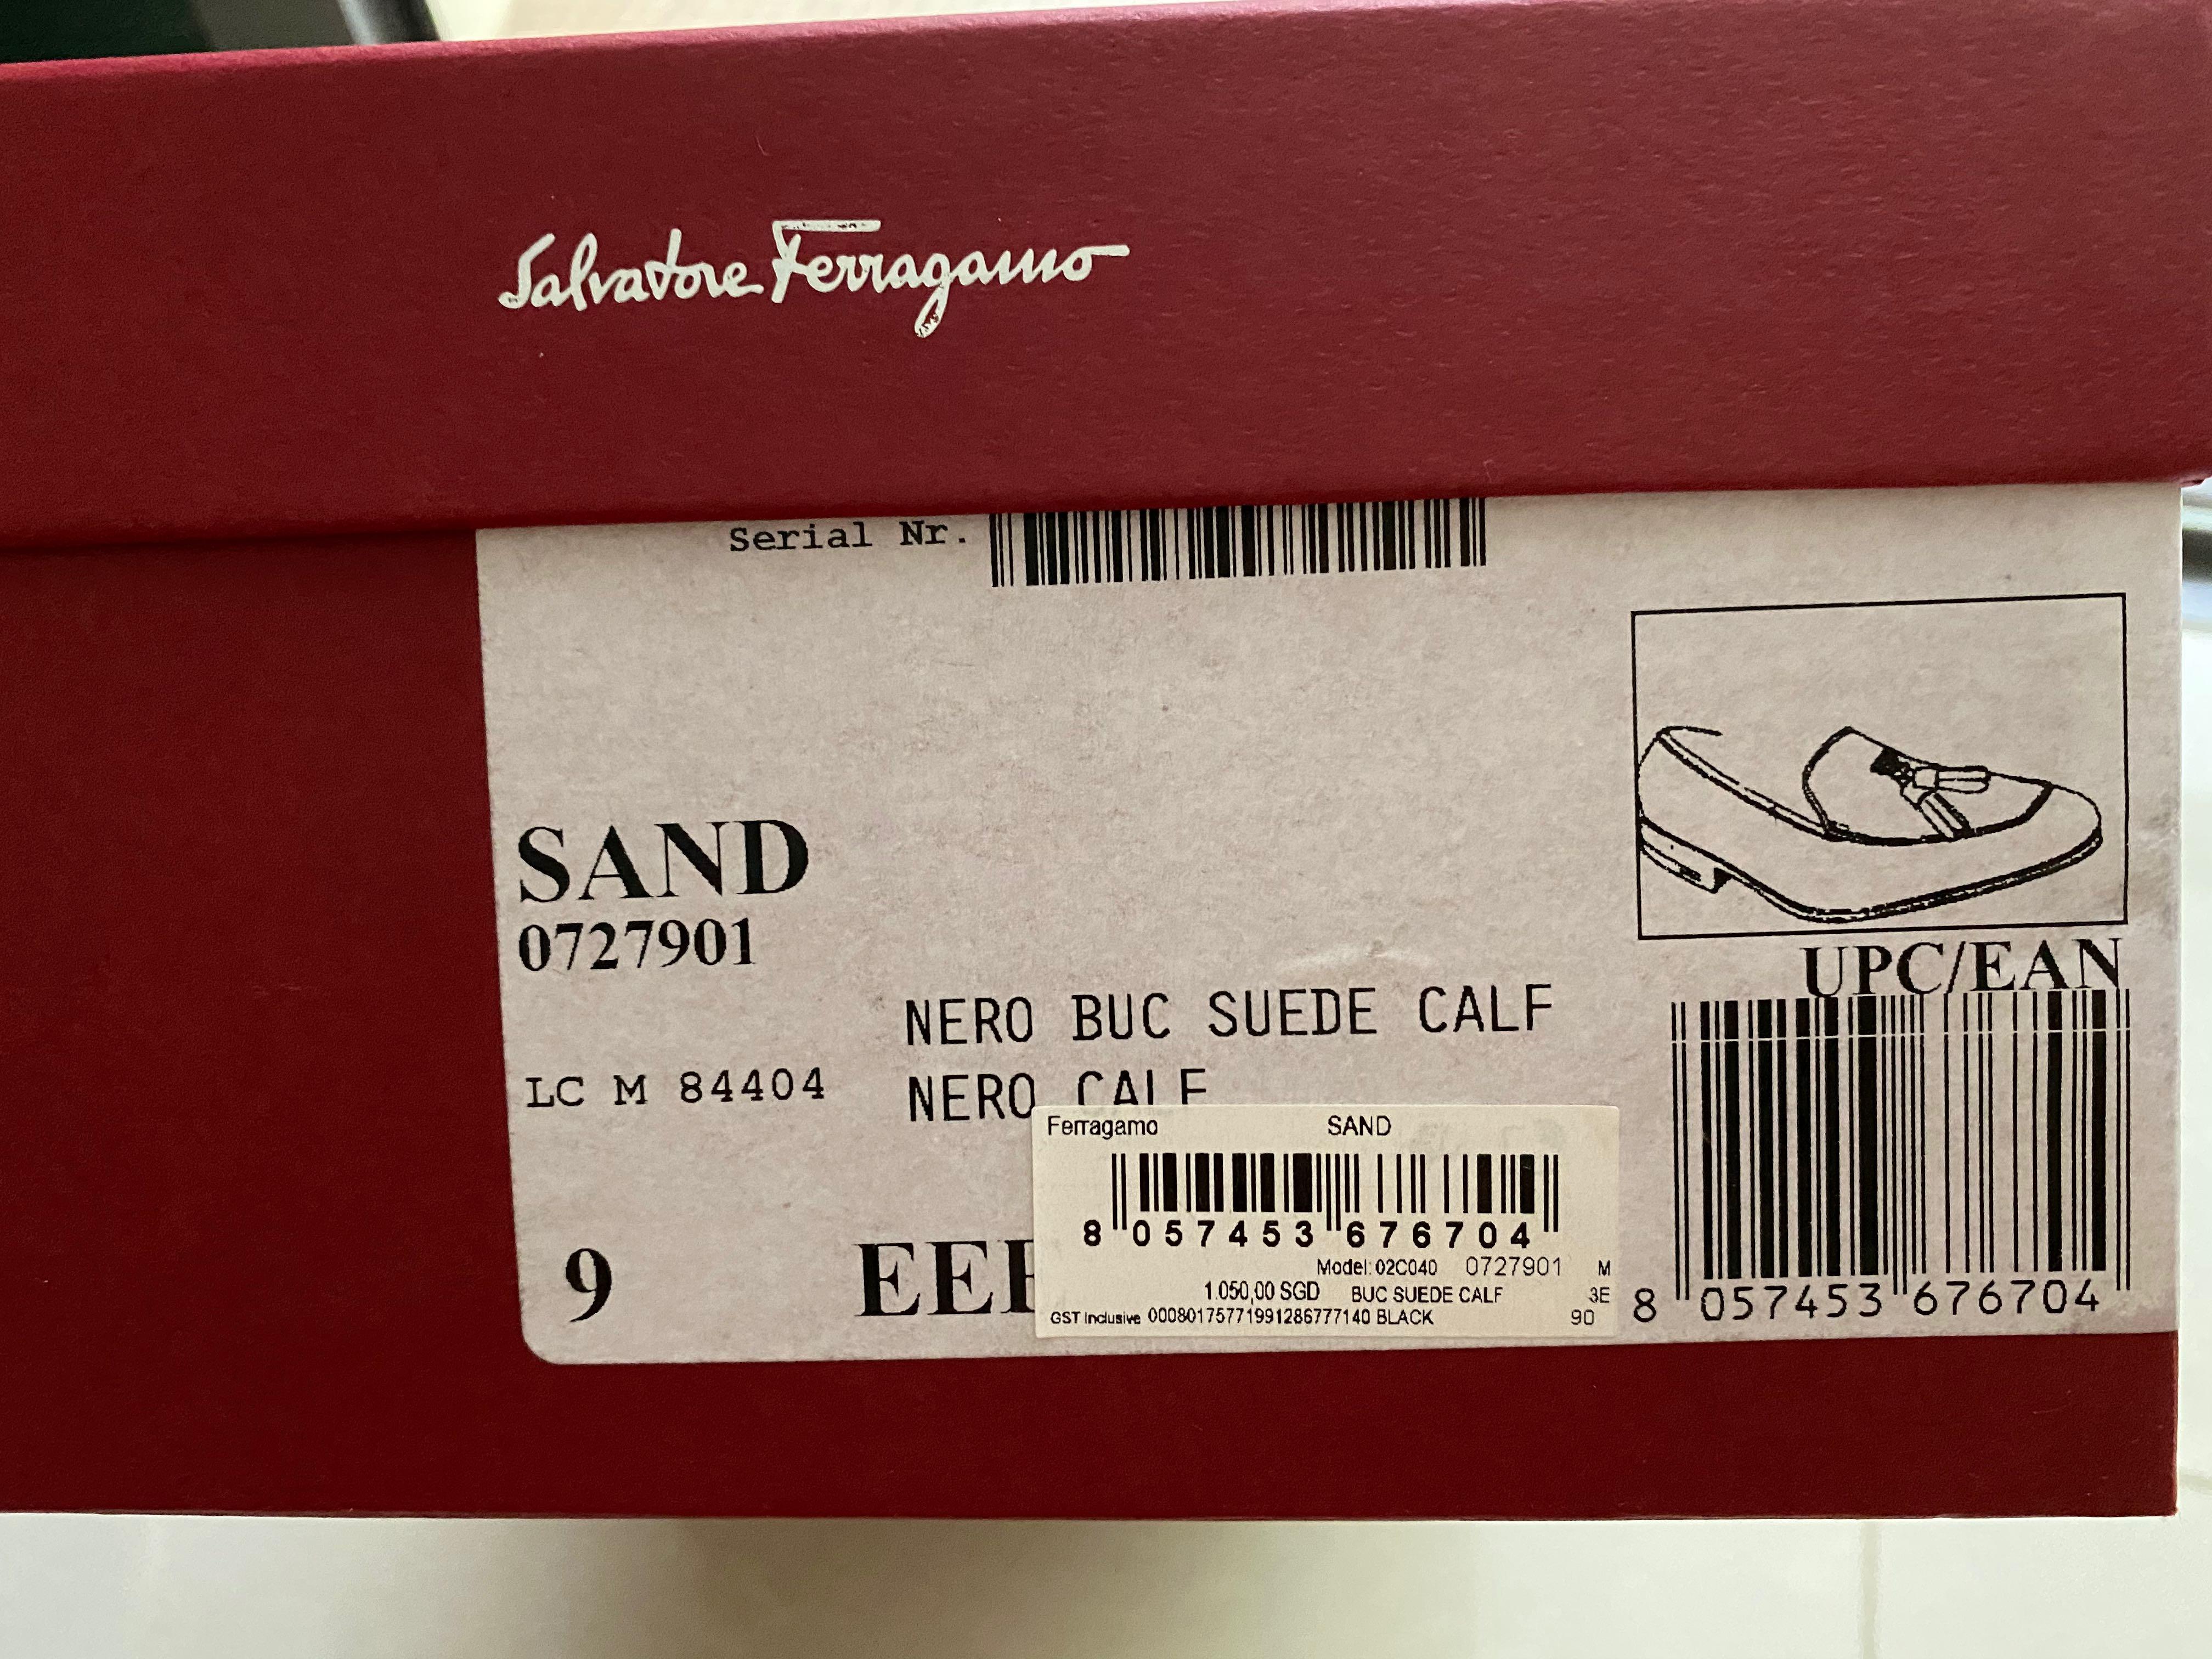 Salvatore Ferragamo
Serial Nr.
SAND
0727901
UPC/EAN
NERO BUC SUEDE CALF
LC M 84404
NERO CALF
Ferragamo SAND
8 057453 676704
Model: 02C040 0727901 M
1.050,00 SGD BUC SUEDE CALF 3E
GST Inclusive 0008017577199128677140 BLACK 90
9 EEE
8 057453 676704